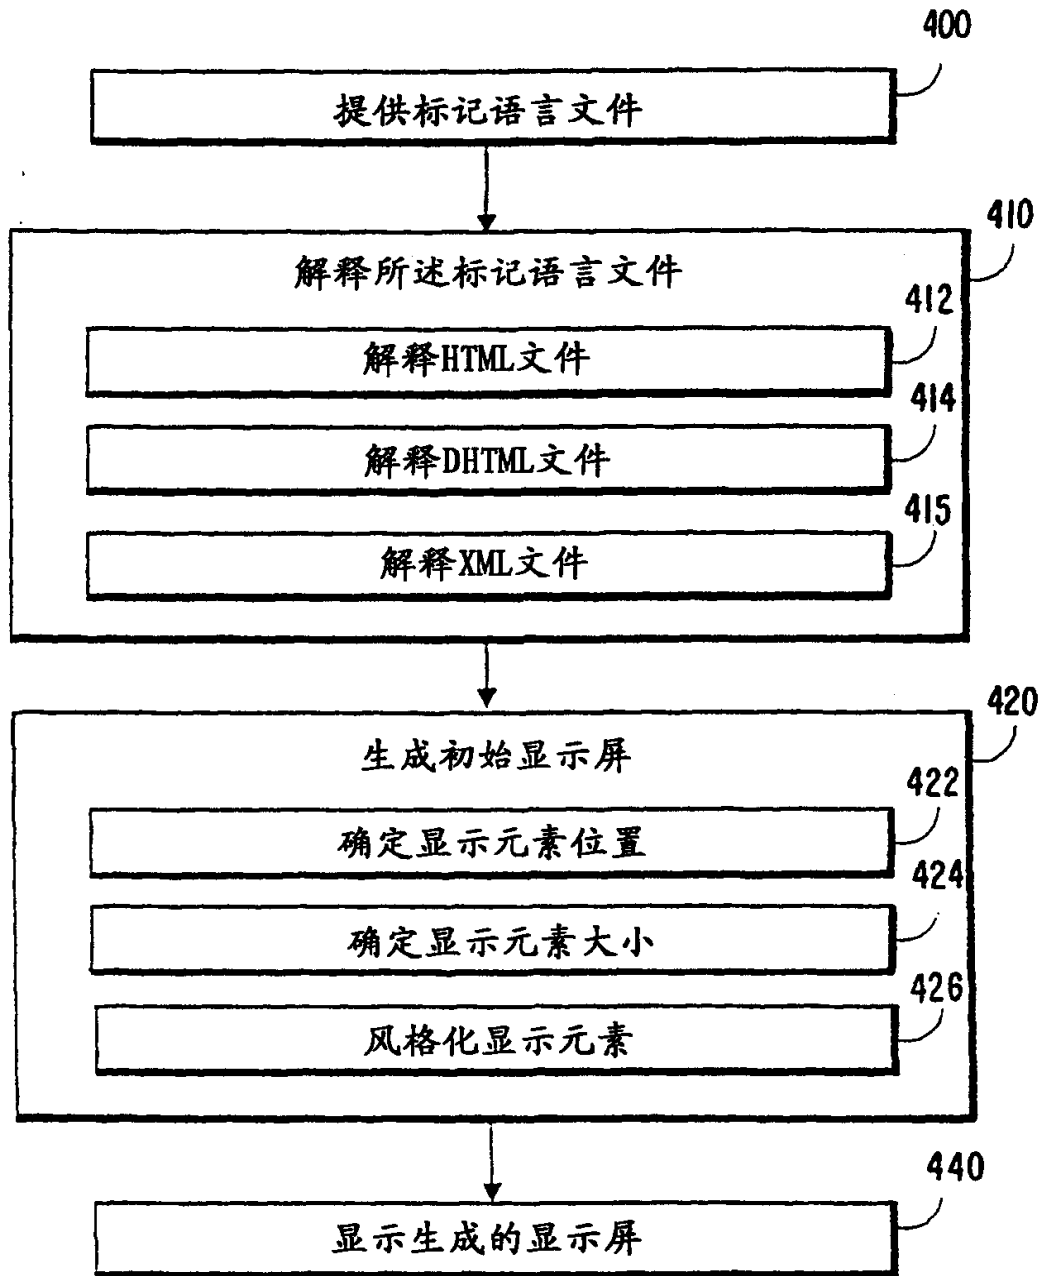 400
提供标记语言文件
410
解释所述标记语言文件
412
解释HTML文件
414
解释DHTML文件
415
解释XML文件
420
生成初始显示屏
422
确定显示元素位置
424
确定显示元素大小
426
风格化显示元素
440
显示生成的显示屏